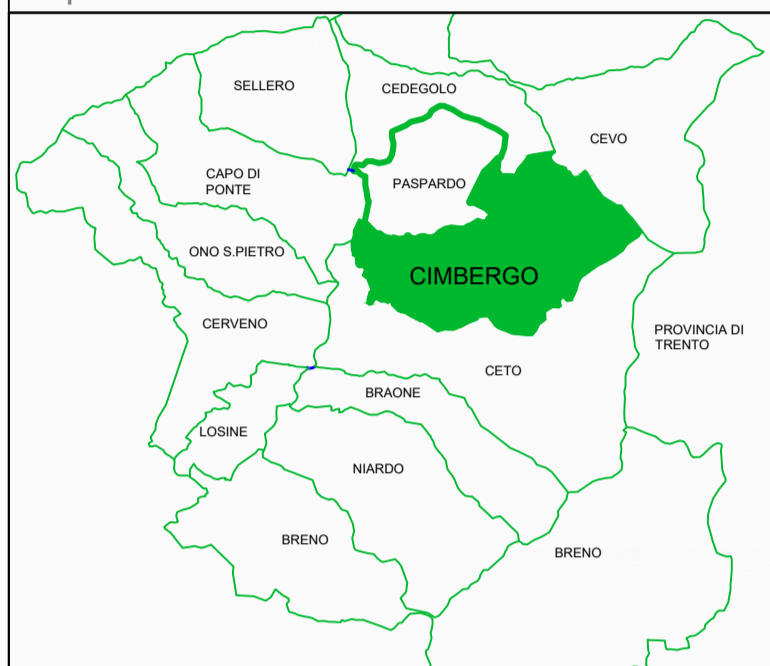 SELLERO
CEDEGOLO
CEVO
CAPO DI
PONTE
PASPARDO
ONO S.PIETRO
CIMBERGO
CERVENO
PROVINCIA DI
TRENTO
CETO
BRAONE
LOSINE
NIARDO
BRENO
BRENO